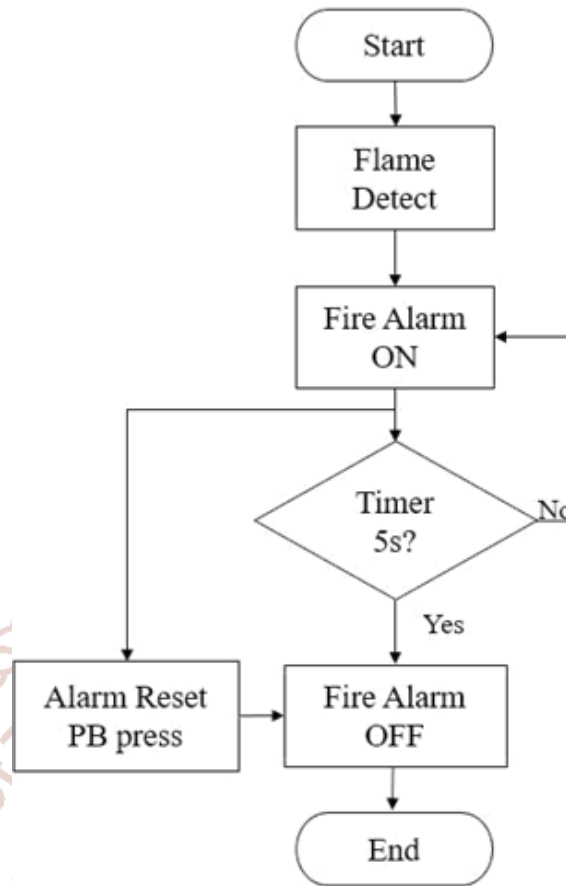 Start
Flame
Detect
Fire Alarm
ON
Timer
5s?
No
Yes
Alarm Reset
PB press
Fire Alarm
OFF
End